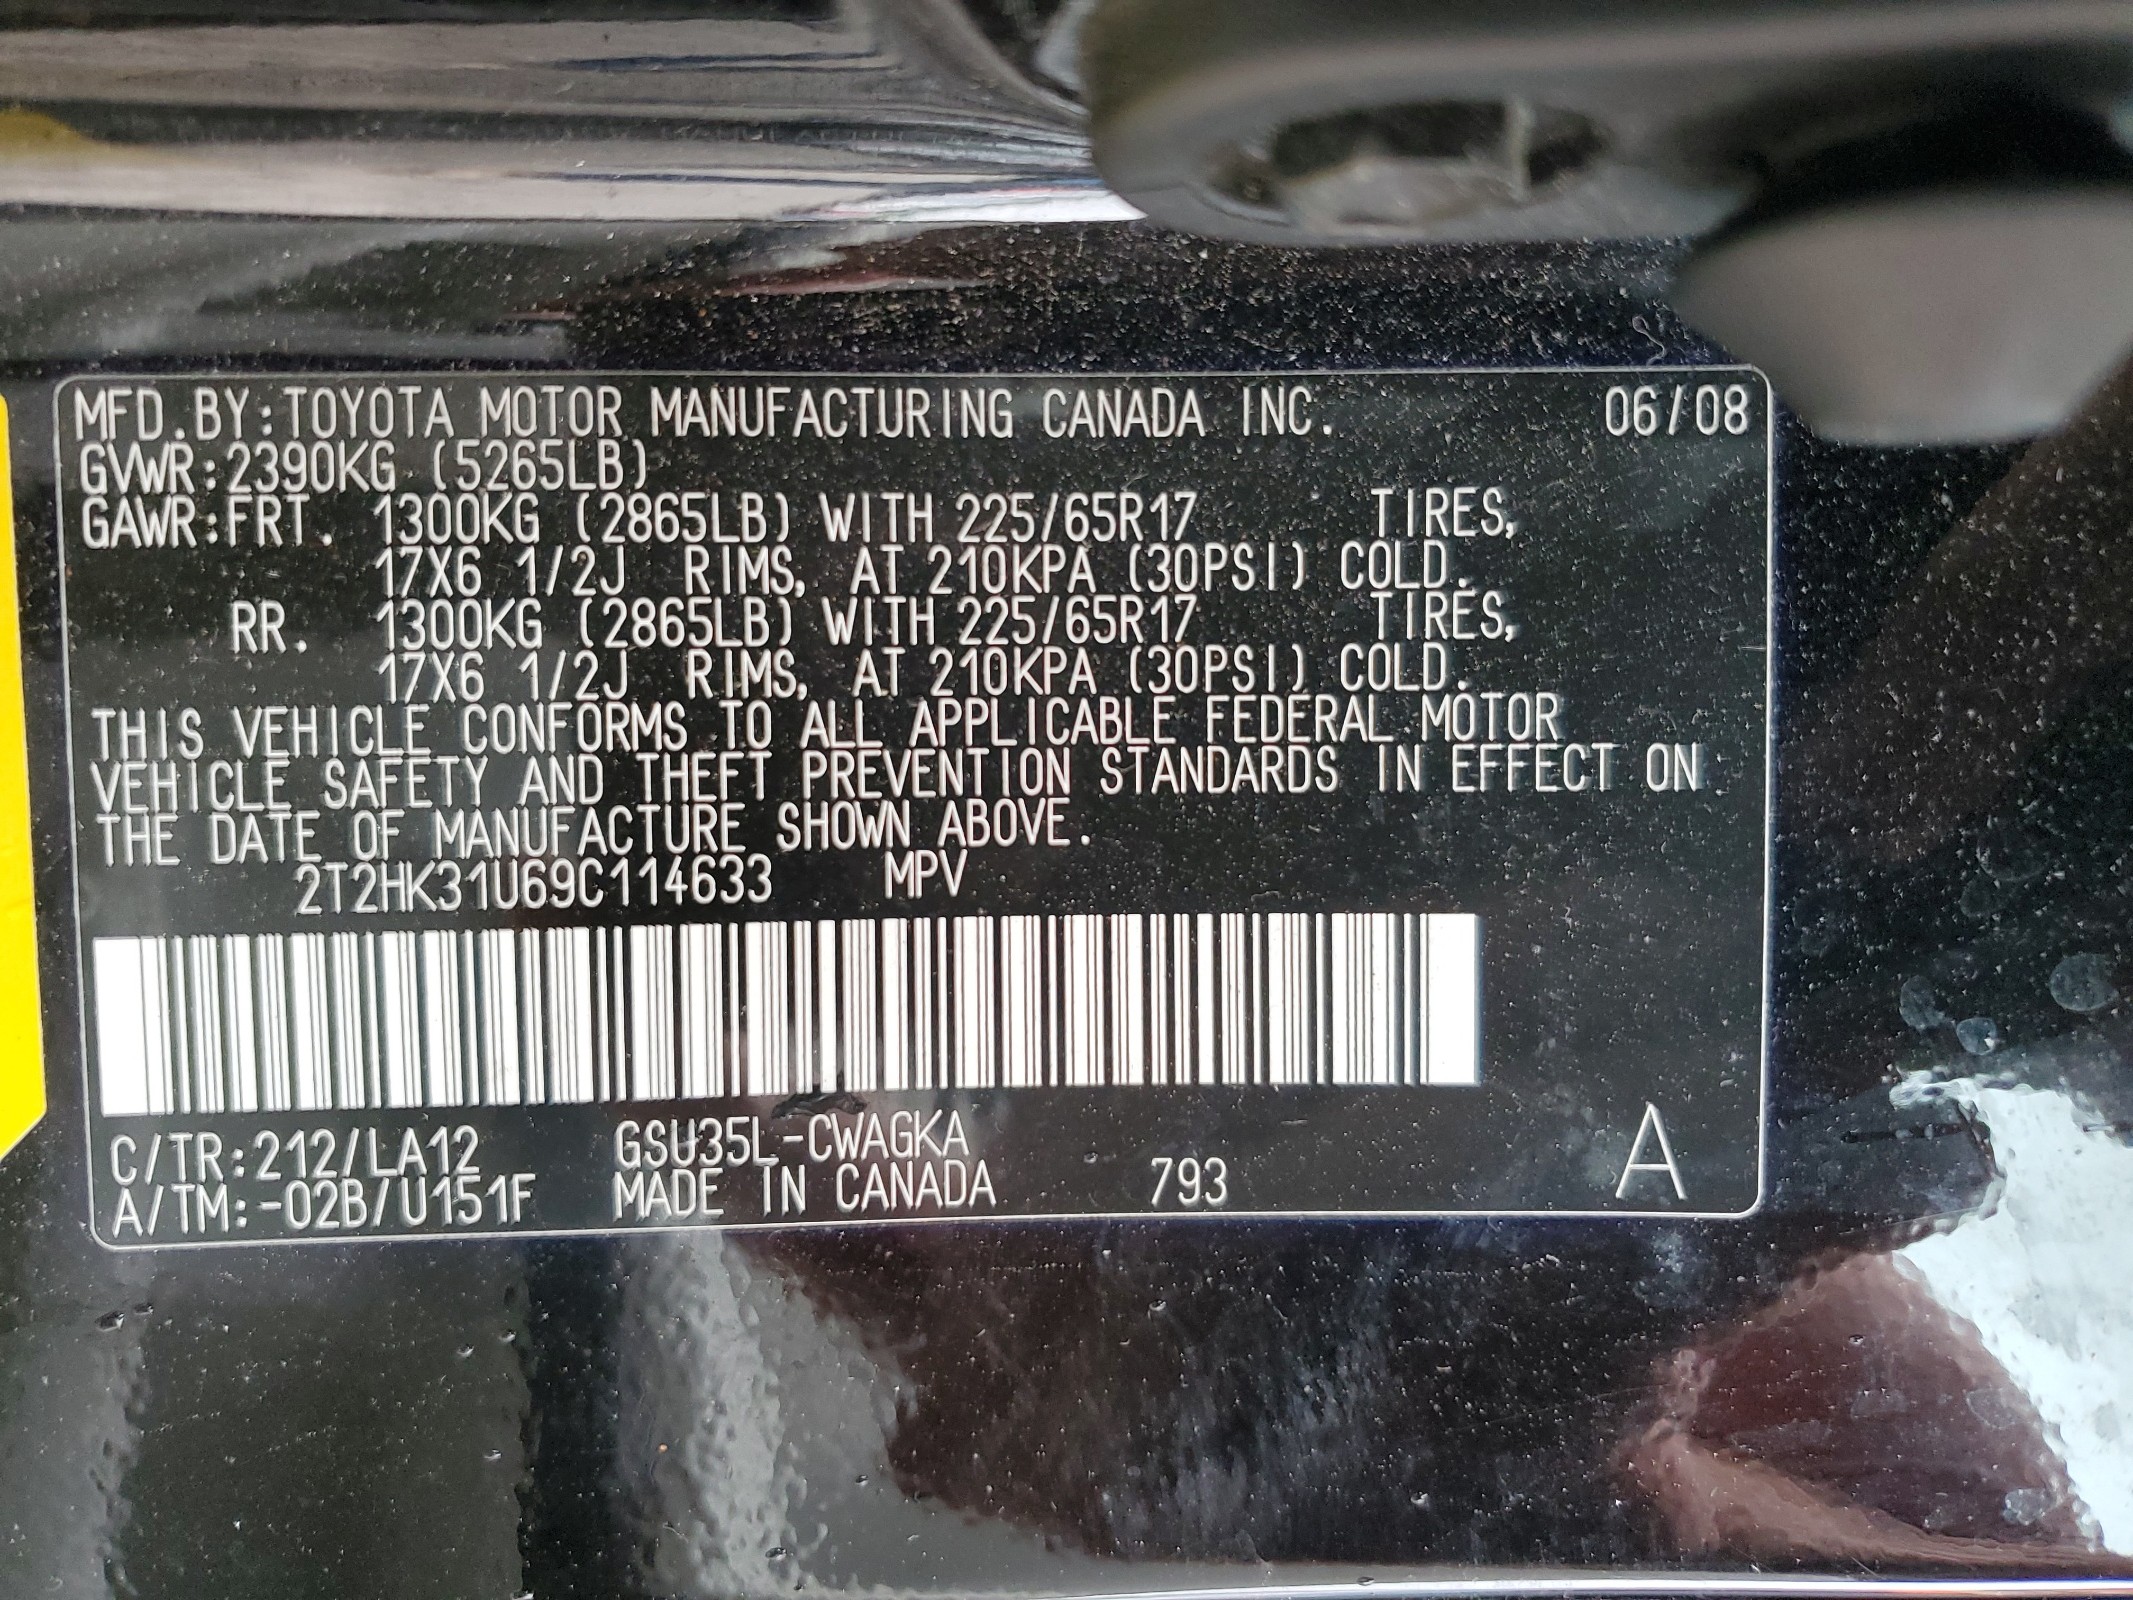 MFD.BY:TOYOTA MOTOR MANUFACTURING CANADA INC. 06/08
GVWR:2390KG (5265LB)
GAWR:FRT. 1300KG (2865LB) WITH 225/65R17 TIRES,
17X6 1/2J RIMS, AT 210KPA (30PSI) COLD.
RR. 1300KG (2865LB) WITH 225/65R17 TIRES,
17X6 1/2J RIMS, AT 210KPA (30PSI) COLD.
THIS VEHICLE CONFORMS TO ALL APPLICABLE FEDERAL MOTOR
VEHICLE SAFETY AND THEFT PREVENTION STANDARDS IN EFFECT ON
THE DATE OF MANUFACTURE SHOWN ABOVE.
2T2HK31U69C114633 MPV
C/TR:212/LA12 GSU35L-CWAGKA
A/TM:-02B/U151F MADE IN CANADA 793 A